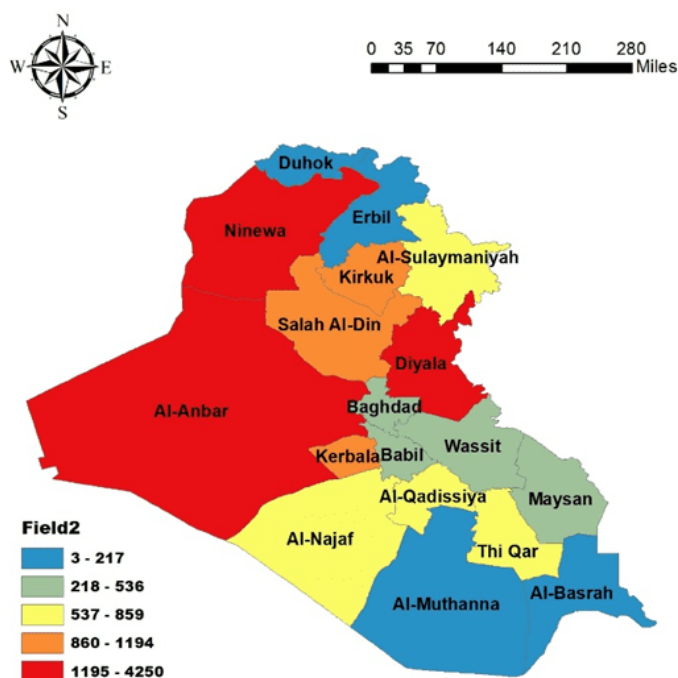 N
W E
S
0 35 70 140 210 280
Miles
Duhok
Erbil
Ninewa
Al-Sulaymaniyah
Kirkuk
Salah Al-Din
Diyala
Al-Anbar
Baghdad
Wassit
Kerbala
Babil
Al-Qadissiya
Maysan
Al-Najaf
Thi Qar
Al-Muthanna
Al-Basrah
Field2
3 - 217
218 - 536
537 - 859
860 - 1194
1195 - 4250